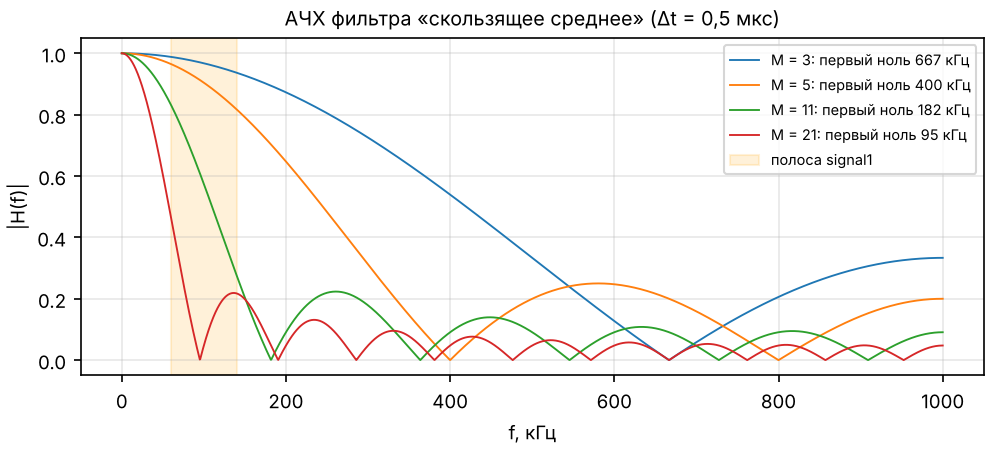 АЧХ фильтра «скользящее среднее» (Δt = 0,5 мкс)
M = 3: первый ноль 667 кГц
M = 5: первый ноль 400 кГц
M = 11: первый ноль 182 кГц
M = 21: первый ноль 95 кГц
полоса signal1
|H(f)|
1.0
0.8
0.6
0.4
0.2
0.0
0 200 400 600 800 1000
f, кГц